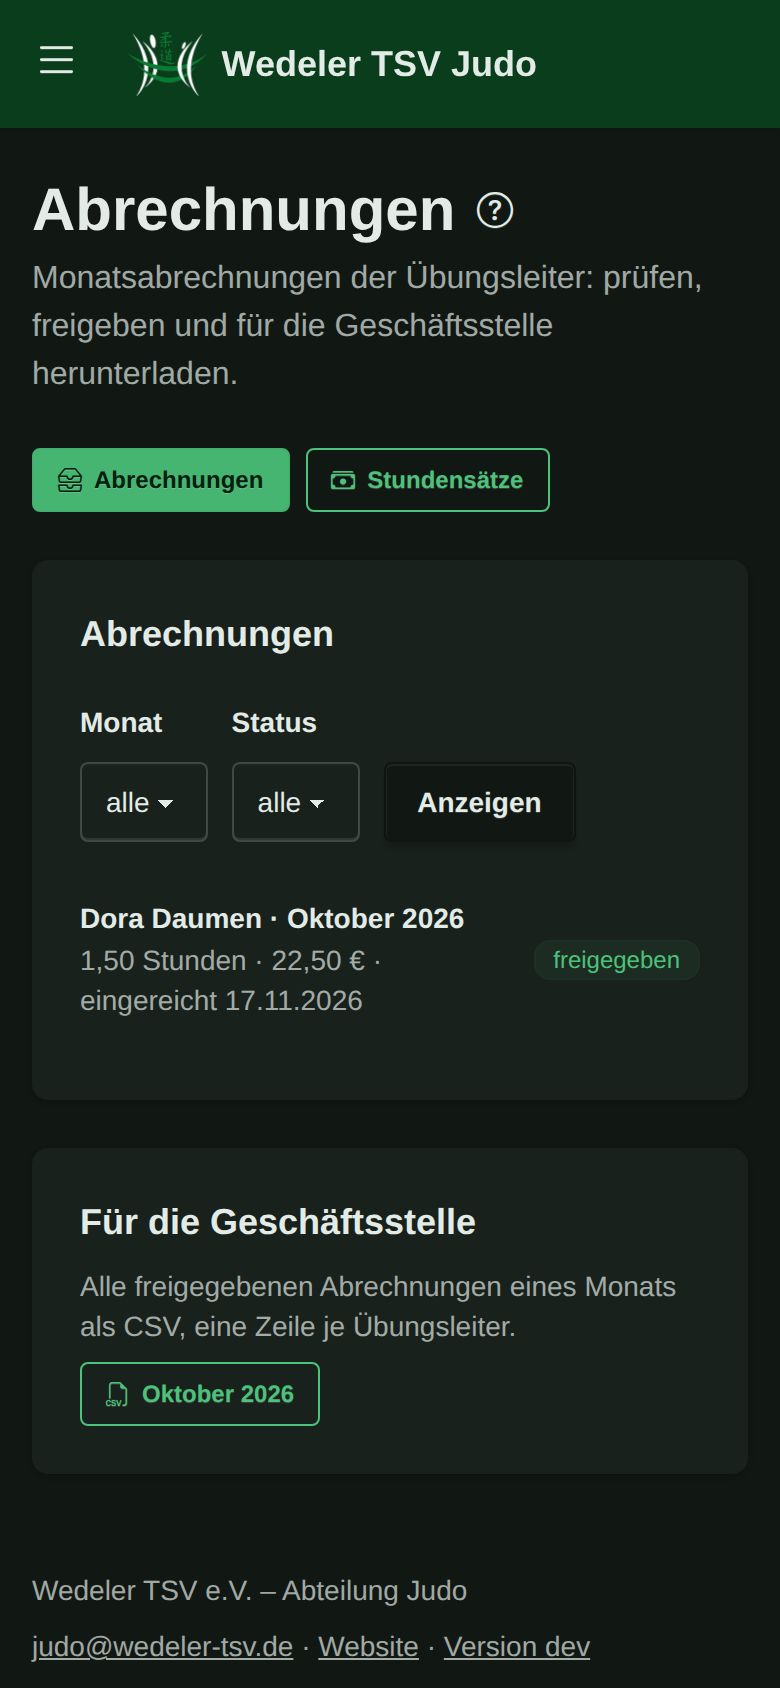 柔道
Wedeler TSV Judo
Abrechnungen ?
Monatsabrechnungen der Übungsleiter: prüfen,
freigeben und für die Geschäftsstelle
herunterladen.
Abrechnungen Stundensätze
Abrechnungen
Monat Status
alle alle Anzeigen
Dora Daumen · Oktober 2026
1,50 Stunden · 22,50 € ·
eingereicht 17.11.2026
freigegeben
Für die Geschäftsstelle
Alle freigegebenen Abrechnungen eines Monats
als CSV, eine Zeile je Übungsleiter.
CSV Oktober 2026
Wedeler TSV e.V. – Abteilung Judo
judo@wedeler-tsv.de · Website · Version dev